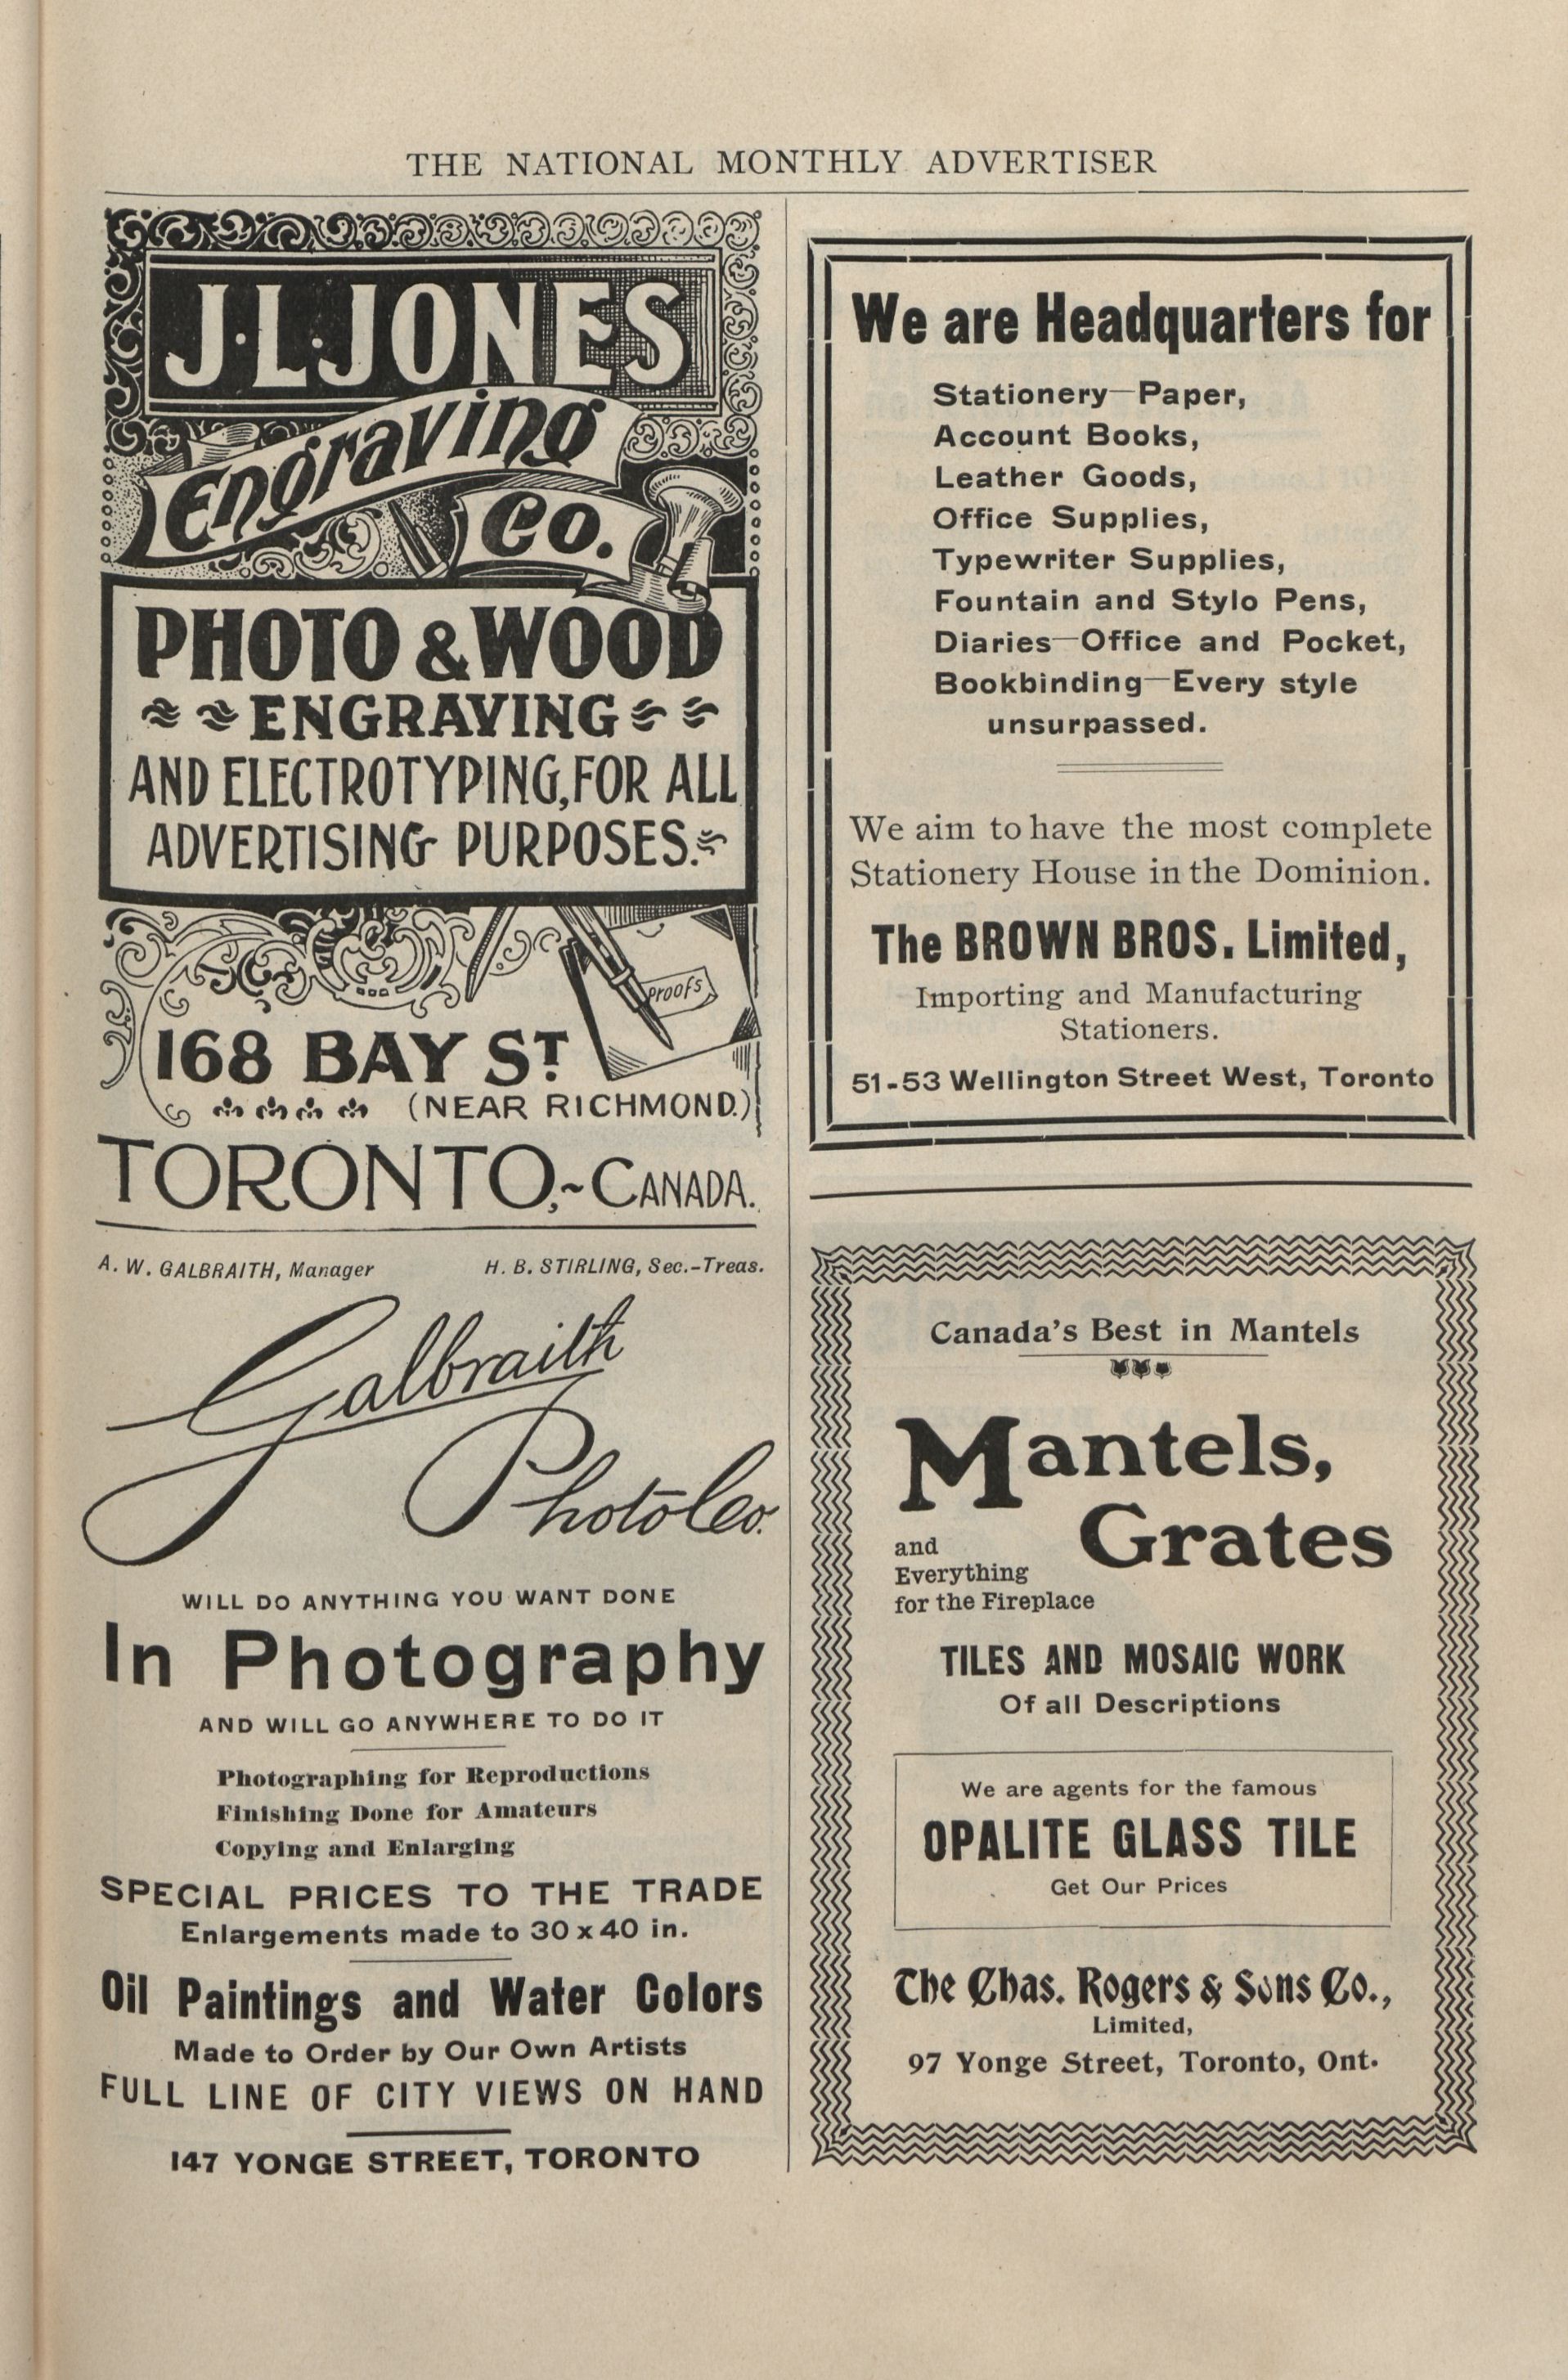 THE NATIONAL MONTHLY ADVERTISER
J. L. JONES
Engraving
Co.
PHOTO & WOOD
ENGRAVING
AND ELECTROTYPING, FOR ALL
ADVERTISING PURPOSES.
PROOFS
168 BAY ST.
(NEAR RICHMOND.)
TORONTO,~CANADA.
A. W. GALBRAITH, Manager H. B. STIRLING, Sec.-Treas.
Galbraith
Photo Co.
WILL DO ANYTHING YOU WANT DONE
In Photography
AND WILL GO ANYWHERE TO DO IT
Photographing for Reproductions
Finishing Done for Amateurs
Copying and Enlarging
SPECIAL PRICES TO THE TRADE
Enlargements made to 30 x 40 in.
Oil Paintings and Water Colors
Made to Order by Our Own Artists
FULL LINE OF CITY VIEWS ON HAND
147 YONGE STREET, TORONTO
We are Headquarters for
Stationery—Paper,
Account Books,
Leather Goods,
Office Supplies,
Typewriter Supplies,
Fountain and Stylo Pens,
Diaries—Office and Pocket,
Bookbinding—Every style
unsurpassed.
We aim to have the most complete
Stationery House in the Dominion.
The BROWN BROS. Limited,
Importing and Manufacturing
Stationers.
51-53 Wellington Street West, Toronto
Canada's Best in Mantels
Mantels,
Grates
and
Everything
for the Fireplace
TILES AND MOSAIC WORK
Of all Descriptions
We are agents for the famous
OPALITE GLASS TILE
Get Our Prices
The Chas. Rogers & Sons Co.,
Limited,
97 Yonge Street, Toronto, Ont.